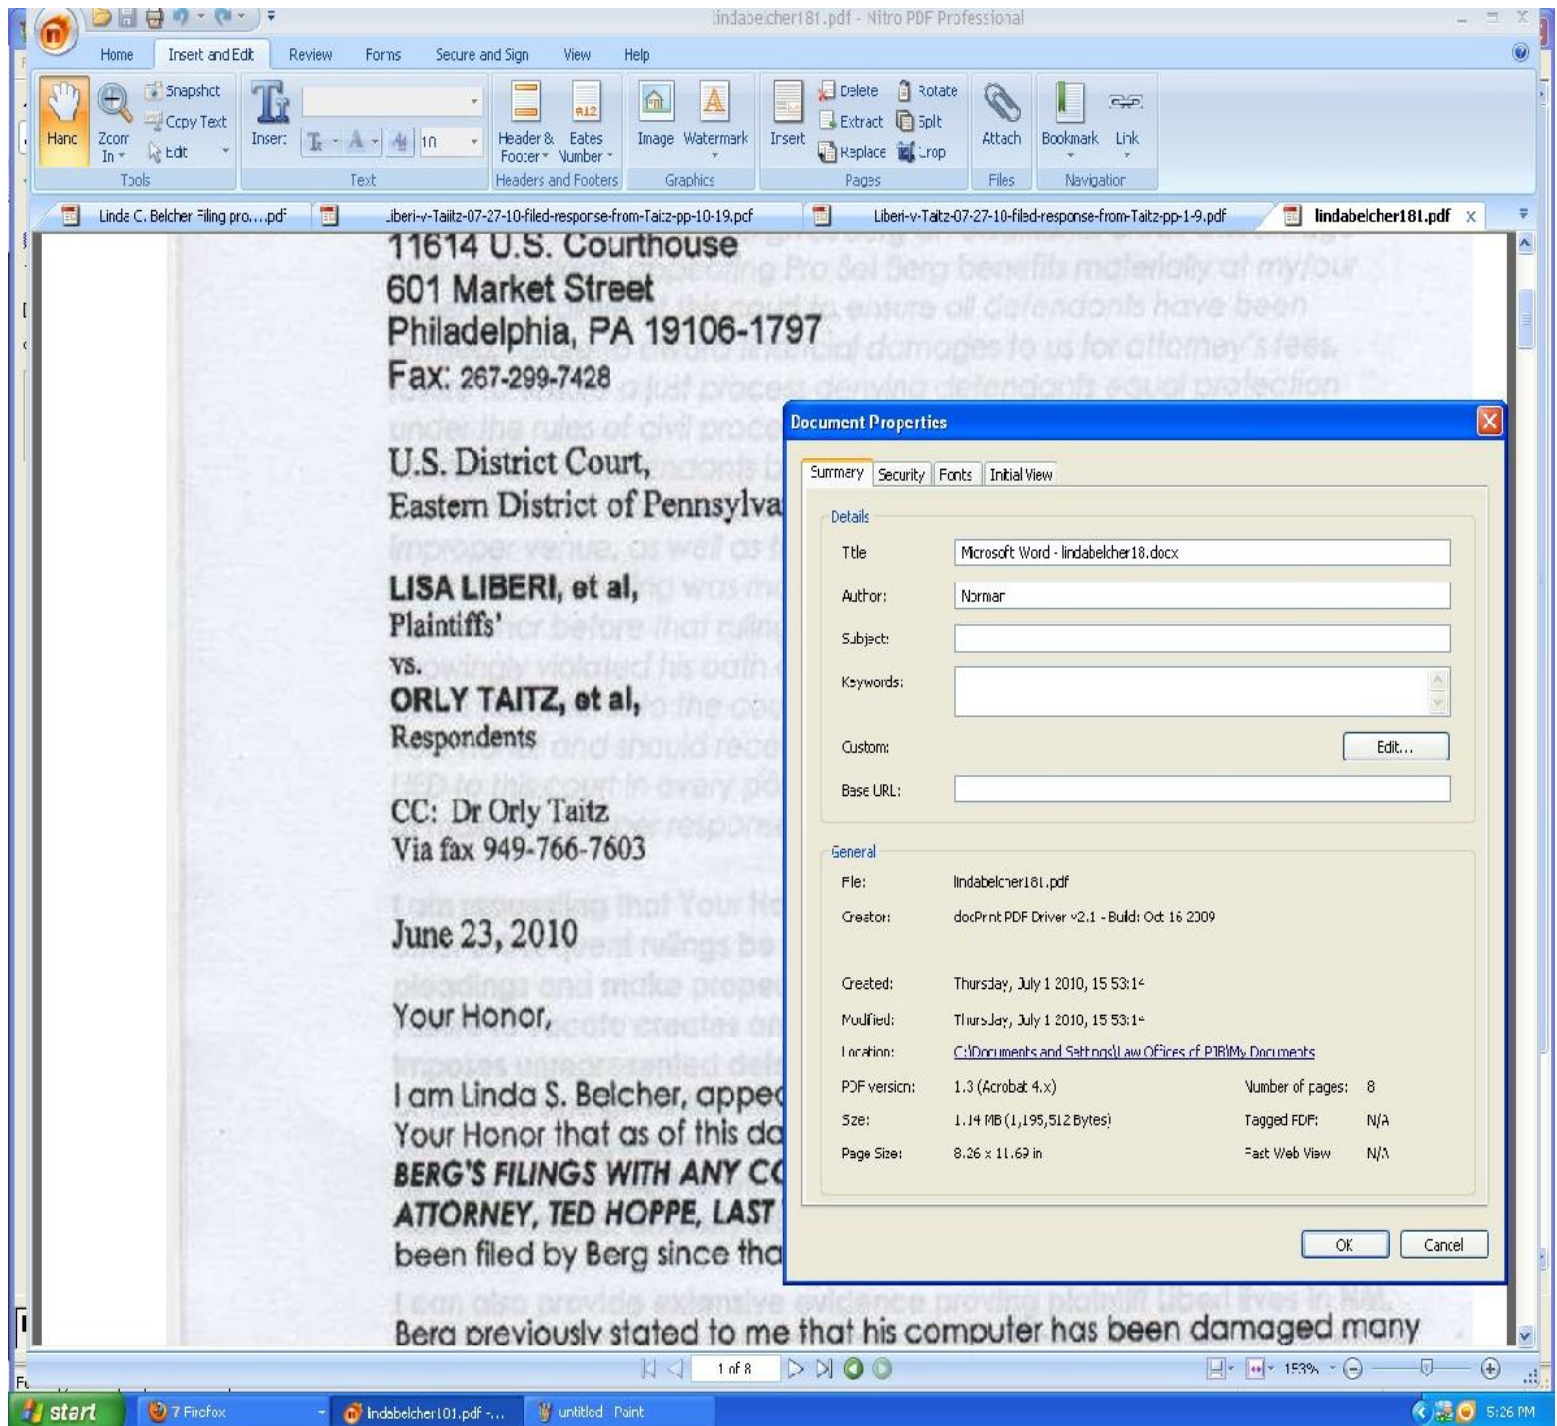 lindabelcher181.pdf - Nitro PDF Professional
Home Insert and Edit Review Forms Secure and Sign View Help
Hand Zoom In Snapshot Copy Text Edit Insert 10 Header & Footer Bates Number Image Watermark Insert Delete Extract Replace Rotate Split Crop Attach Bookmark Link
Tools Text Headers and Footers Graphics Pages Files Navigation
Linda C. Belcher Filing pro....pdf Liberi-v-Taiitz-07-27-10-filed-response-from-Taitz-pp-10-19.pdf Liberi-v-Taitz-07-27-10-filed-response-from-Taitz-pp-1-9.pdf lindabelcher181.pdf
11614 U.S. Courthouse
601 Market Street
Philadelphia, PA 19106-1797
Fax: 267-299-7428
U.S. District Court,
Eastern District of Pennsylva
LISA LIBERI, et al,
Plaintiffs'
vs.
ORLY TAITZ, et al,
Respondents
CC: Dr Orly Taitz
Via fax 949-766-7603
June 23, 2010
Your Honor,
I am Linda S. Belcher, appec
Your Honor that as of this da
BERG'S FILINGS WITH ANY CO
ATTORNEY, TED HOPPE, LAST
been filed by Berg since tha
I can also provide extensive evidence proving plaintiff Liberi lives in NM.
Berg previously stated to me that his computer has been damaged many
Document Properties
Summary Security Fonts Initial View
Details
Title Microsoft Word - lindabelcher18.docx
Author: Norman
Subject:
Keywords:
Custom: Edit...
Base URL:
General
File: lindabelcher181.pdf
Creator: docPrint PDF Driver v2.1 - Build: Oct 16 2009
Created: Thursday, July 1 2010, 15 53:14
Modified: Thursday, July 1 2010, 15 53:14
Location: C:\Documents and Settings\Law Offices of PJB\My Documents
PDF version: 1.3 (Acrobat 4.x) Number of pages: 8
Size: 1.14 MB (1,195,512 Bytes) Tagged PDF: N/A
Page Size: 8.26 x 11.69 in Fast Web View N/A
OK Cancel
1 of 8 153%
start 7 Firefox lindabelcher181.pdf -... untitled Paint 5:26 PM